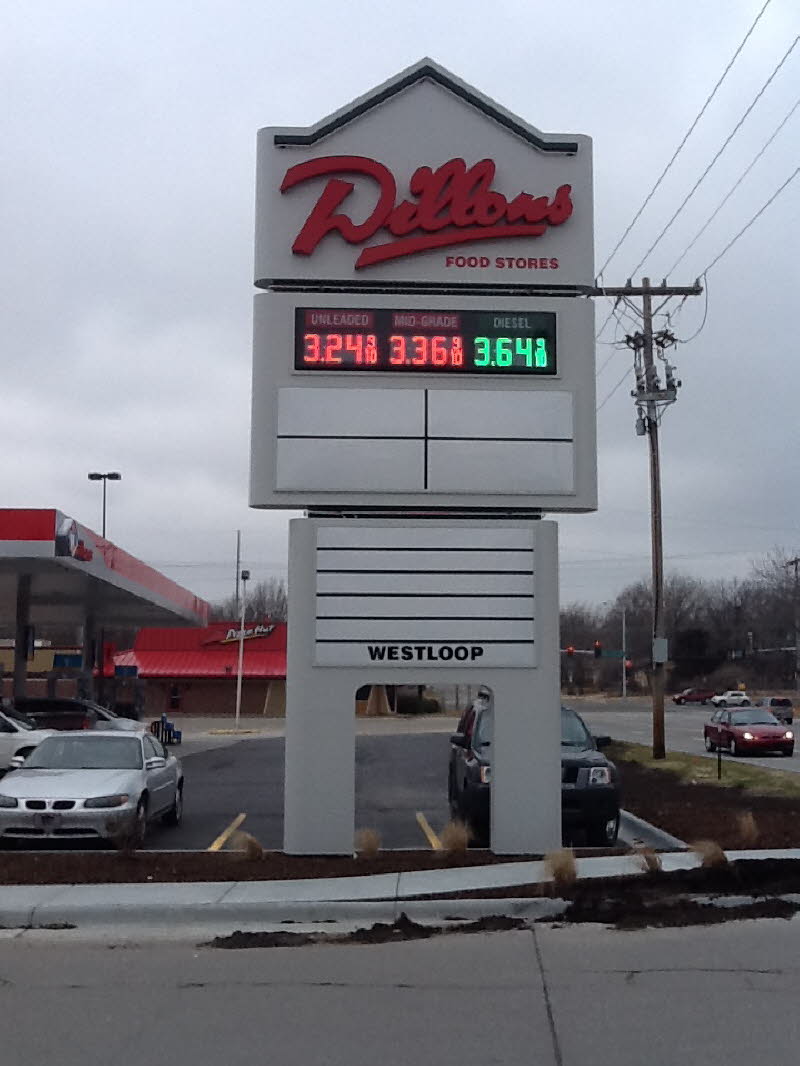 Dillons
FOOD STORES
UNLEADED MID-GRADE DIESEL
3.24 9/10 3.36 9/10 3.64 9/10
WESTLOOP
Pizza Hut